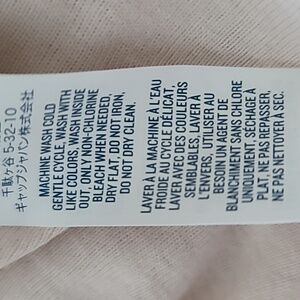 千駄ヶ谷 5-32-10
ギャップジャパン株式会社
MACHINE WASH COLD
GENTLE CYCLE, WASH WITH
LIKE COLORS, WASH INSIDE
OUT, ONLY NON-CHLORINE
BLEACH WHEN NEEDED,
DRY FLAT, DO NOT IRON,
DO NOT DRY CLEAN.
LAVER À LA MACHINE À L'EAU
FROIDE AU CYCLE DÉLICAT,
LAVER AVEC DES COULEURS
SEMBLABLES, LAVER À
L'ENVERS, UTILISER AU
BESOIN UN AGENT DE
BLANCHIMENT SANS CHLORE
UNIQUEMENT, SÉCHAGE À
PLAT, NE PAS REPASSER,
NE PAS NETTOYER À SEC.